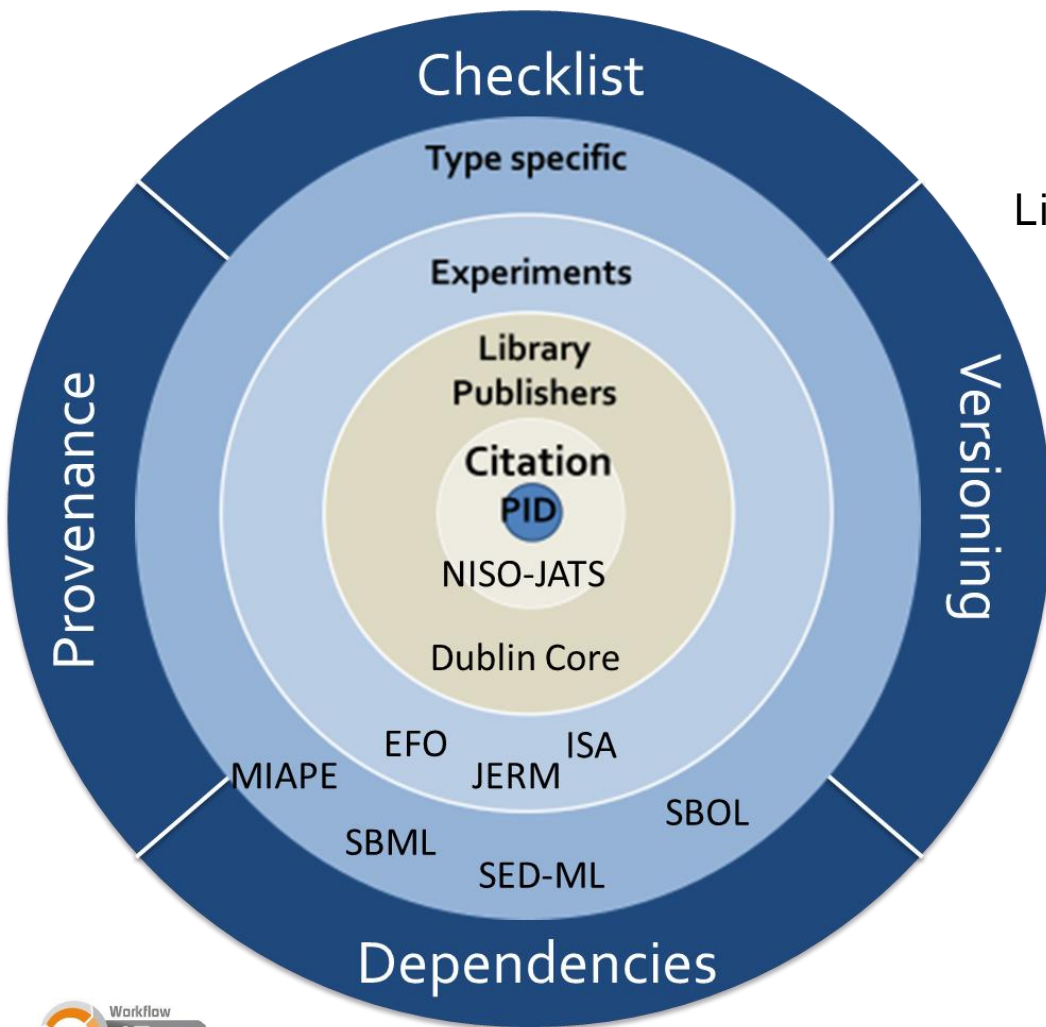 Checklist
Type specific
Li
Experiments
Library
Publishers
Citation
PID
Provenance
Versioning
NISO-JATS
Dublin Core
EFO
ISA
MIAPE
JERM
SBOL
SBML
SED-ML
Dependencies
Workflow